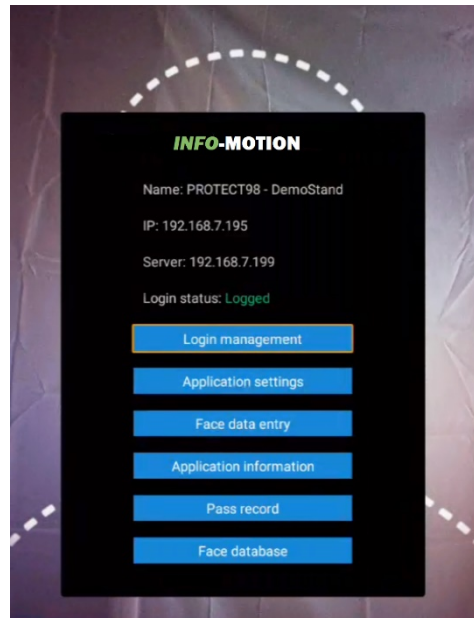 INFO-MOTION
Name: PROTECT98 - DemoStand
IP: 192.168.7.195
Server: 192.168.7.199
Login status: Logged
Login management
Application settings
Face data entry
Application information
Pass record
Face database